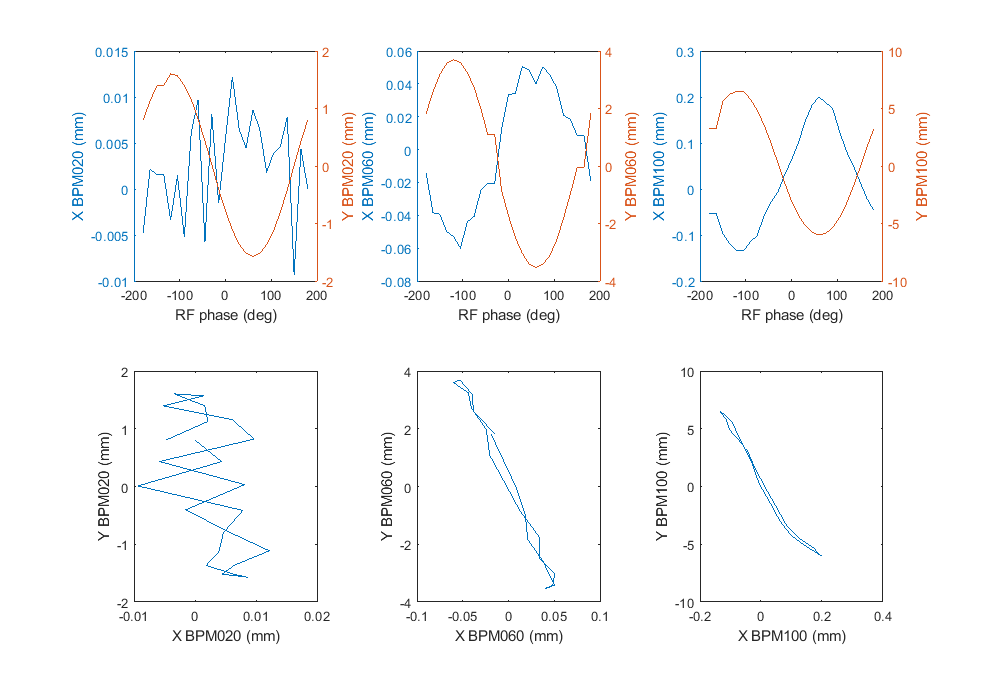 0.015
0.01
0.005
0
-0.005
-0.01
X BPM020 (mm)
2
1
0
-1
-2
Y BPM020 (mm)
-200 -100 0 100 200
RF phase (deg)
0.06
0.04
0.02
0
-0.02
-0.04
-0.06
-0.08
X BPM060 (mm)
4
2
0
-2
-4
Y BPM060 (mm)
-200 -100 0 100 200
RF phase (deg)
0.3
0.2
0.1
0
-0.1
-0.2
X BPM100 (mm)
10
5
0
-5
-10
Y BPM100 (mm)
-200 -100 0 100 200
RF phase (deg)
2
1
0
-1
-2
Y BPM020 (mm)
-0.01 0 0.01 0.02
X BPM020 (mm)
4
2
0
-2
-4
Y BPM060 (mm)
-0.1 -0.05 0 0.05 0.1
X BPM060 (mm)
10
5
0
-5
-10
Y BPM100 (mm)
-0.2 0 0.2 0.4
X BPM100 (mm)